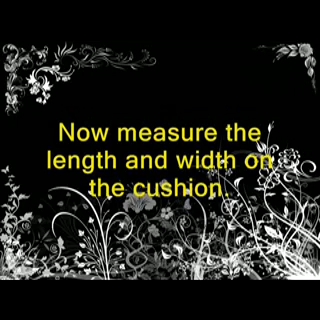 Now measure the
length and width on
the cushion.